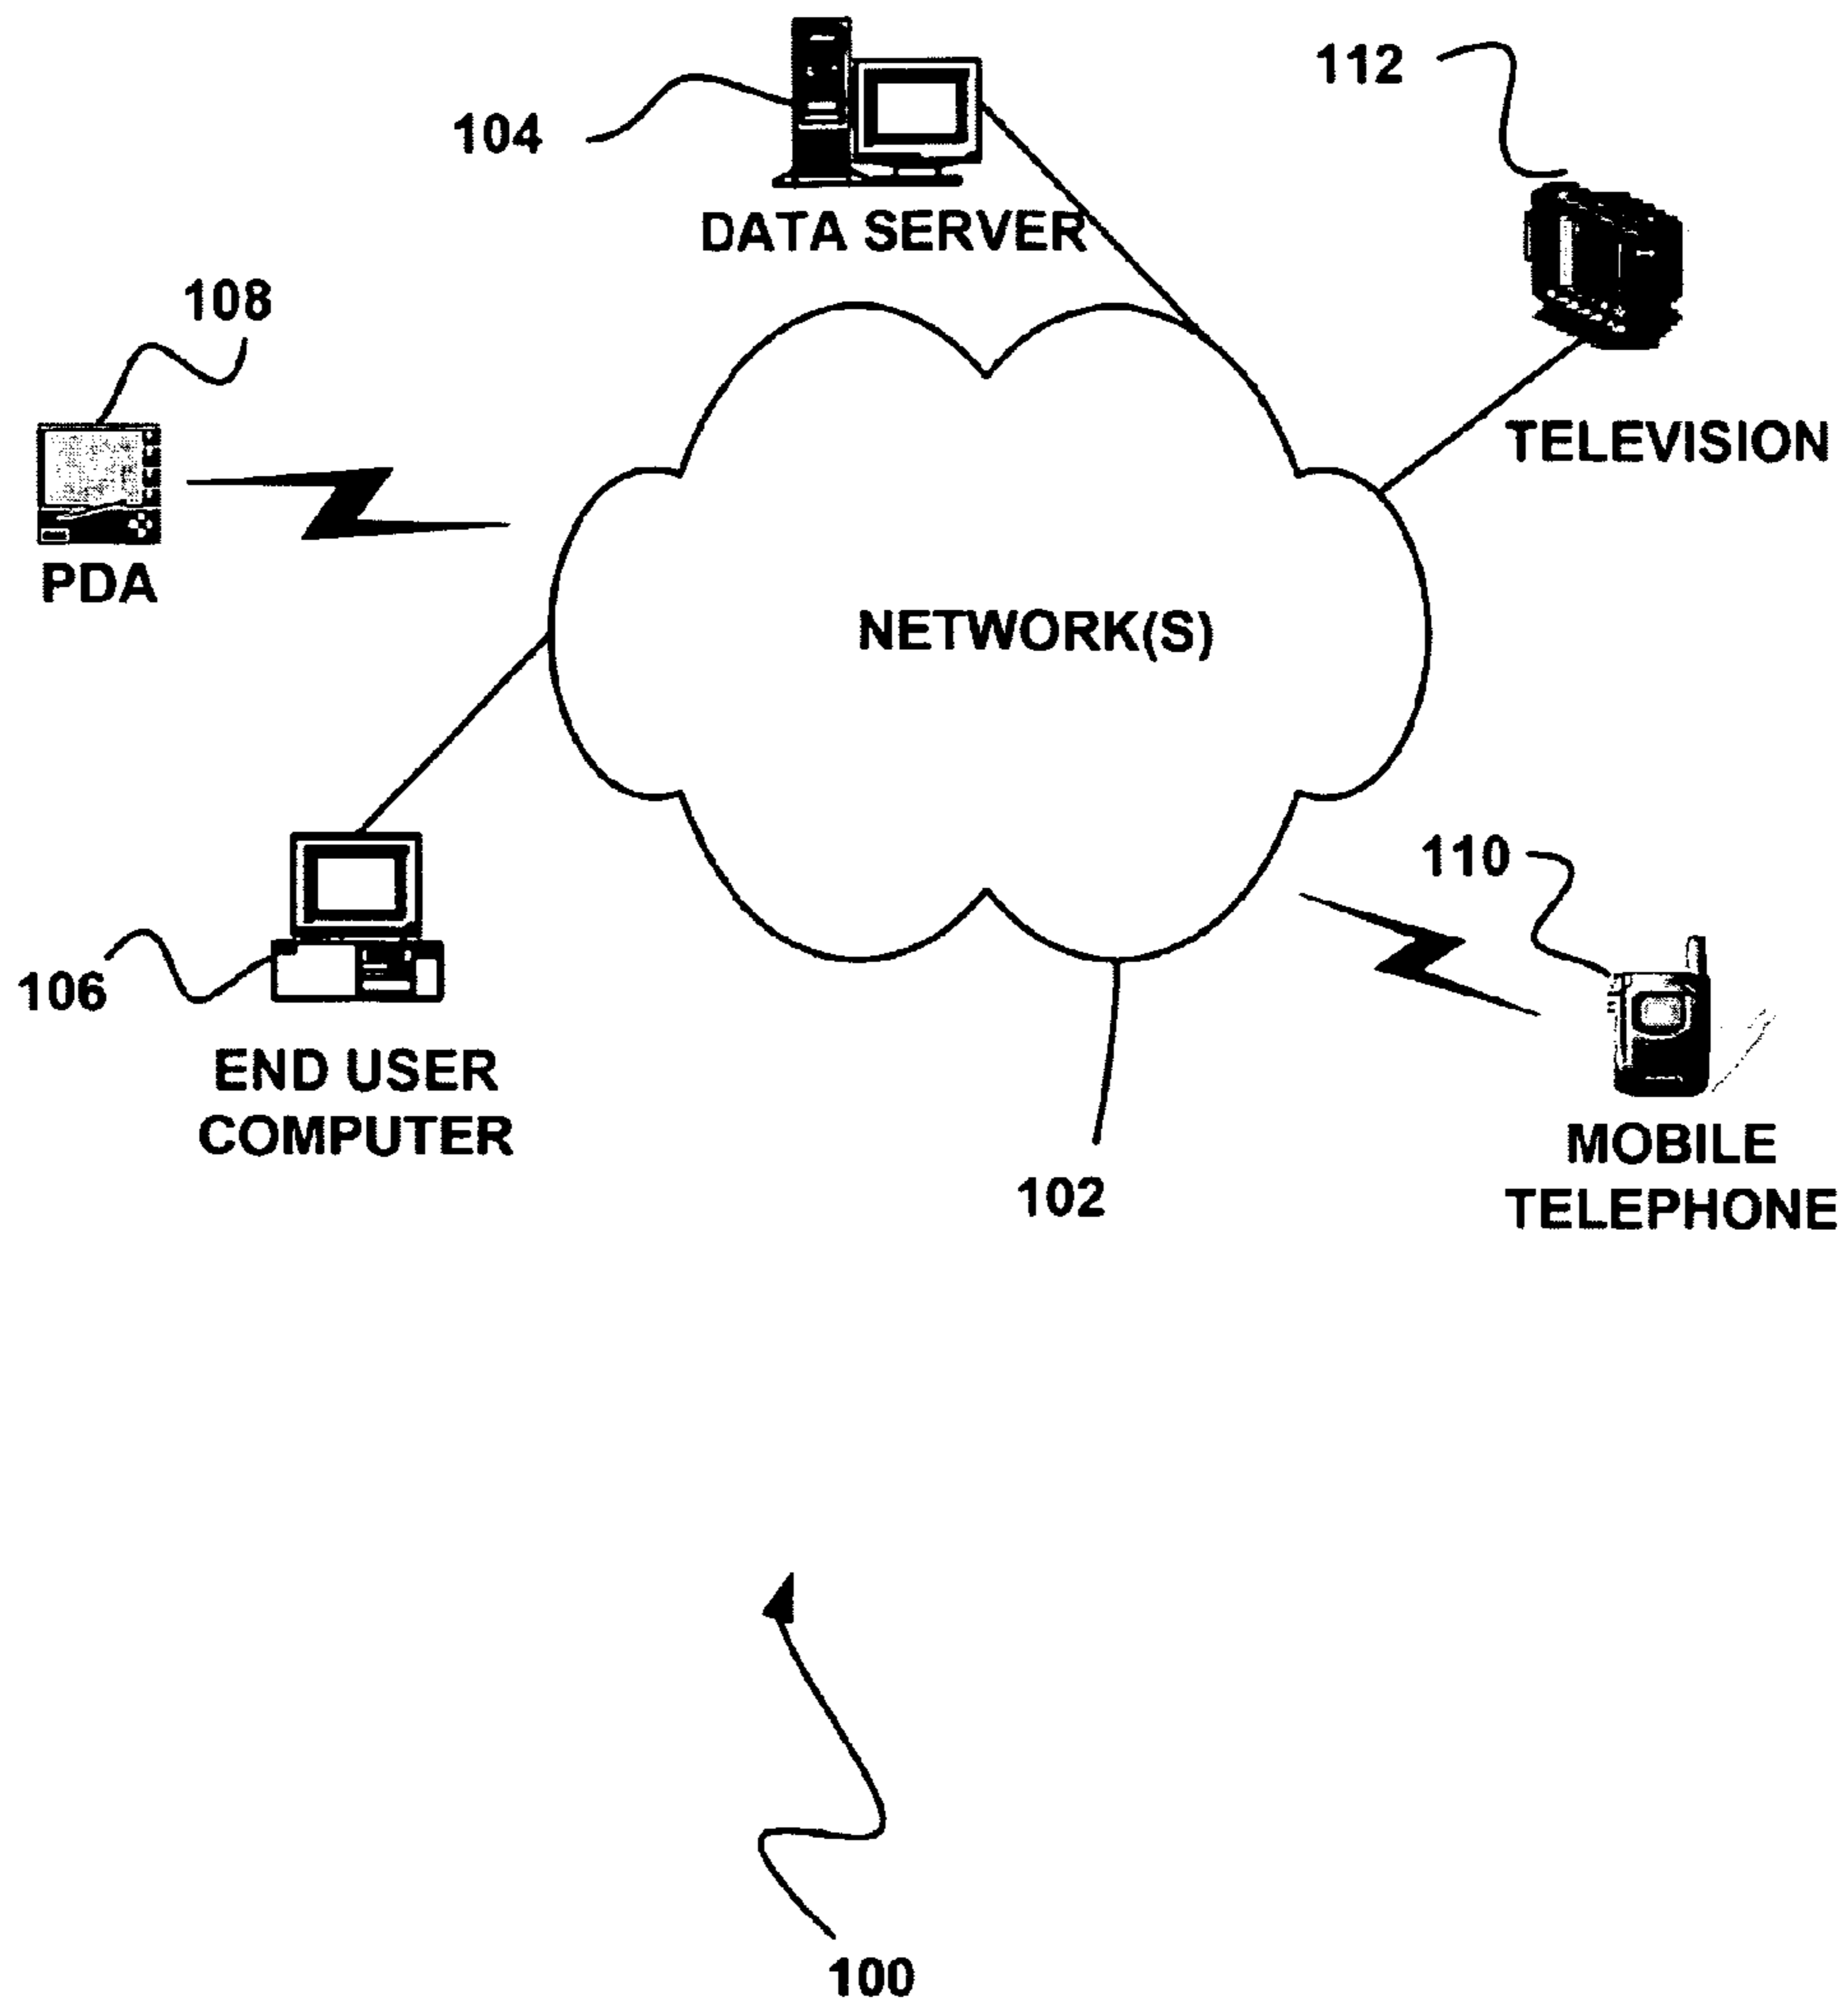 112
104
DATA SERVER
108
TELEVISION
PDA
NETWORK(S)
110
106
END USER
COMPUTER
102
MOBILE
TELEPHONE
100